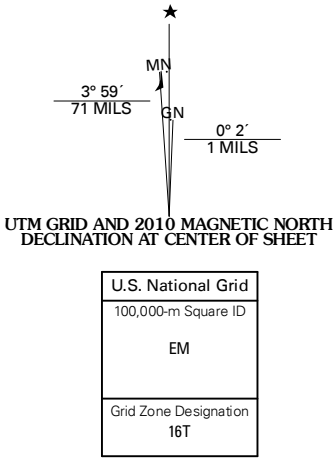 ★
MN
3° 59´
71 MILS
GN
0° 2´
1 MILS
UTM GRID AND 2010 MAGNETIC NORTH
DECLINATION AT CENTER OF SHEET
U.S. National Grid
100,000-m Square ID
EM
Grid Zone Designation
16T